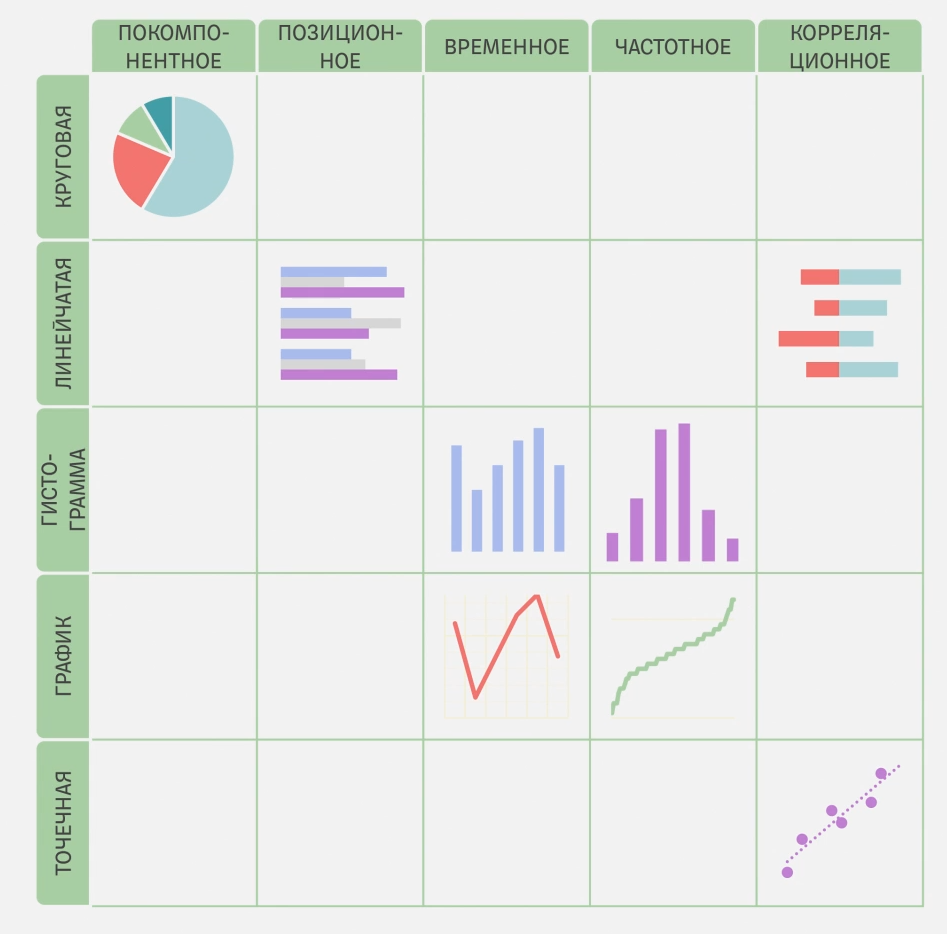 ПОКОМПО-
НЕНТНОЕ
ПОЗИЦИОН-
НОЕ
ВРЕМЕННОЕ
ЧАСТОТНОЕ
КОРРЕЛЯ-
ЦИОННОЕ
КРУГОВАЯ
ЛИНЕЙЧАТАЯ
ГИСТО-
ГРАММА
ГРАФИК
ТОЧЕЧНАЯ